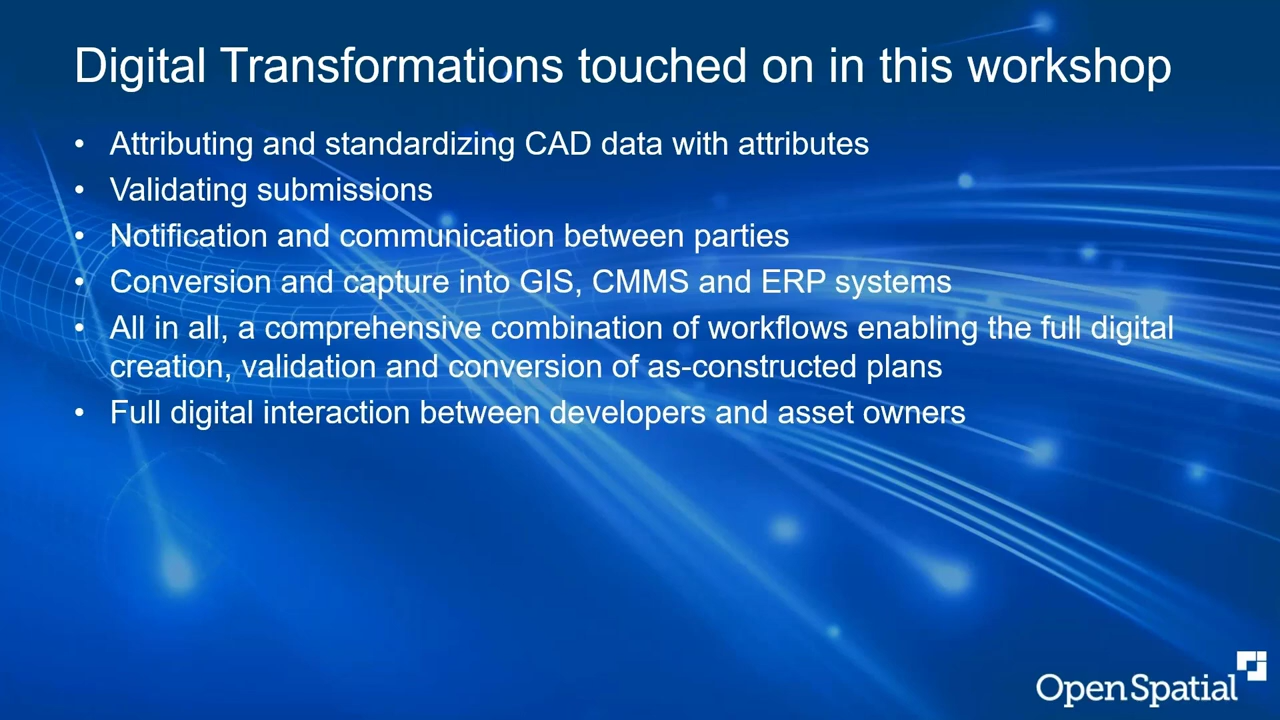 Digital Transformations touched on in this workshop
• Attributing and standardizing CAD data with attributes
• Validating submissions
• Notification and communication between parties
• Conversion and capture into GIS, CMMS and ERP systems
• All in all, a comprehensive combination of workflows enabling the full digital
creation, validation and conversion of as-constructed plans
• Full digital interaction between developers and asset owners
Open Spatial